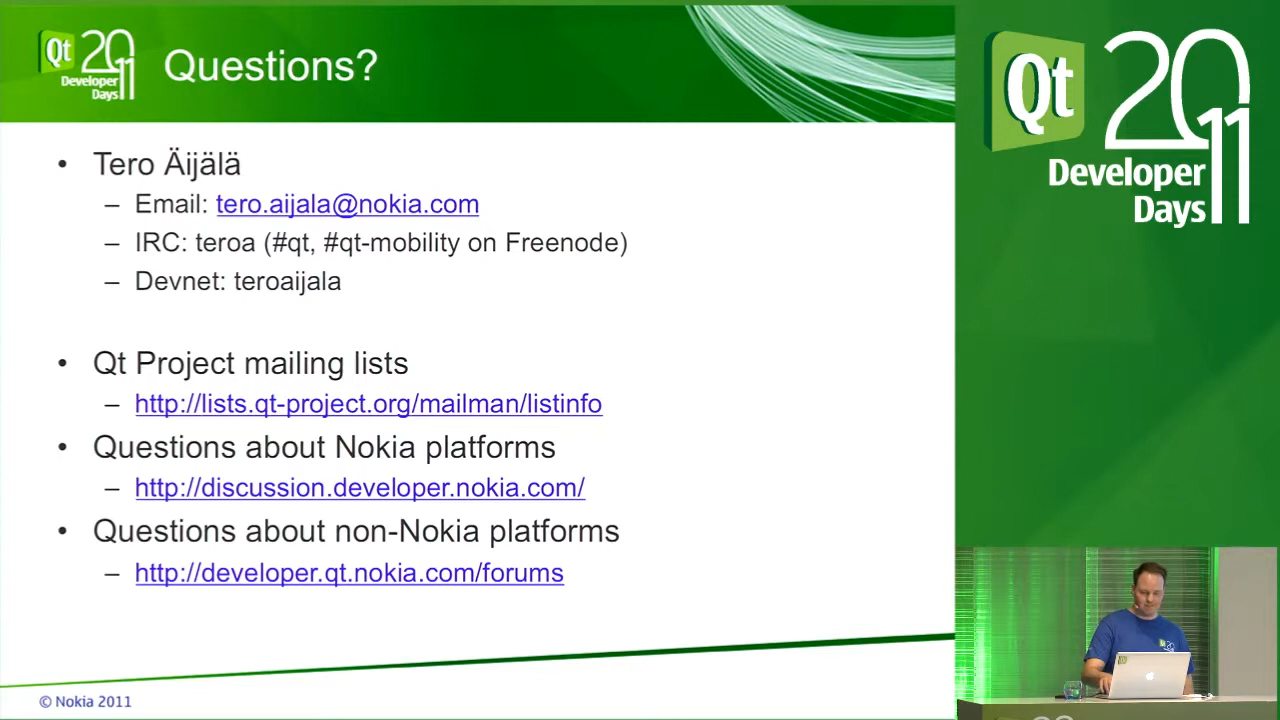 Qt 2011
Developer
Days
Questions?
• Tero Äijälä
– Email: tero.aijala@nokia.com
– IRC: teroa (#qt, #qt-mobility on Freenode)
– Devnet: teroaijala
• Qt Project mailing lists
– http://lists.qt-project.org/mailman/listinfo
• Questions about Nokia platforms
– http://discussion.developer.nokia.com/
• Questions about non-Nokia platforms
– http://developer.qt.nokia.com/forums
© Nokia 2011
Qt 2011
Developer
Days